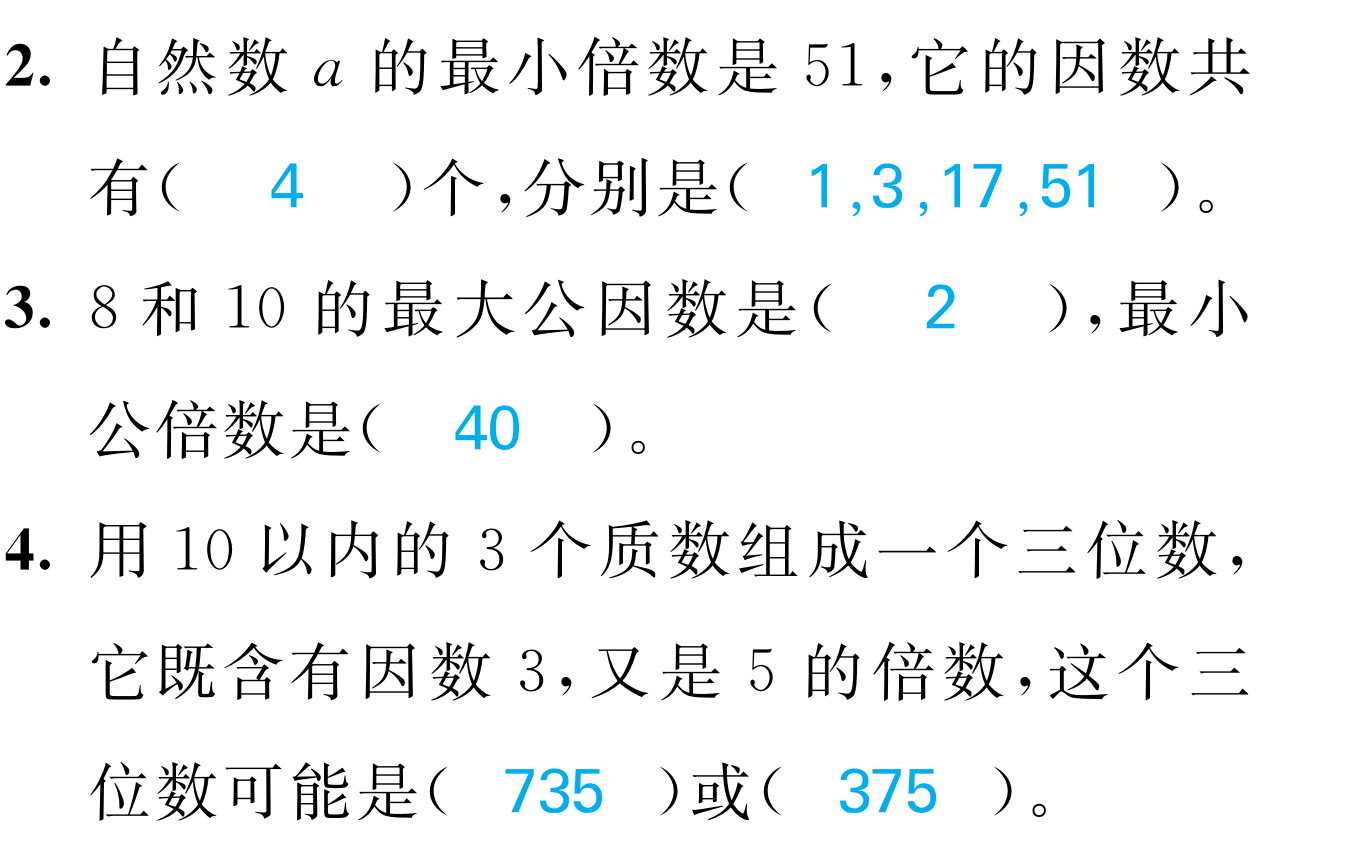 2. 自然数 a 的最小倍数是 51,它的因数共
有( 4 )个,分别是( 1,3,17,51 )。
3. 8 和 10 的最大公因数是( 2 ),最小
公倍数是( 40 )。
4. 用 10 以内的 3 个质数组成一个三位数,
它既含有因数 3,又是 5 的倍数,这个三
位数可能是( 735 )或( 375 )。